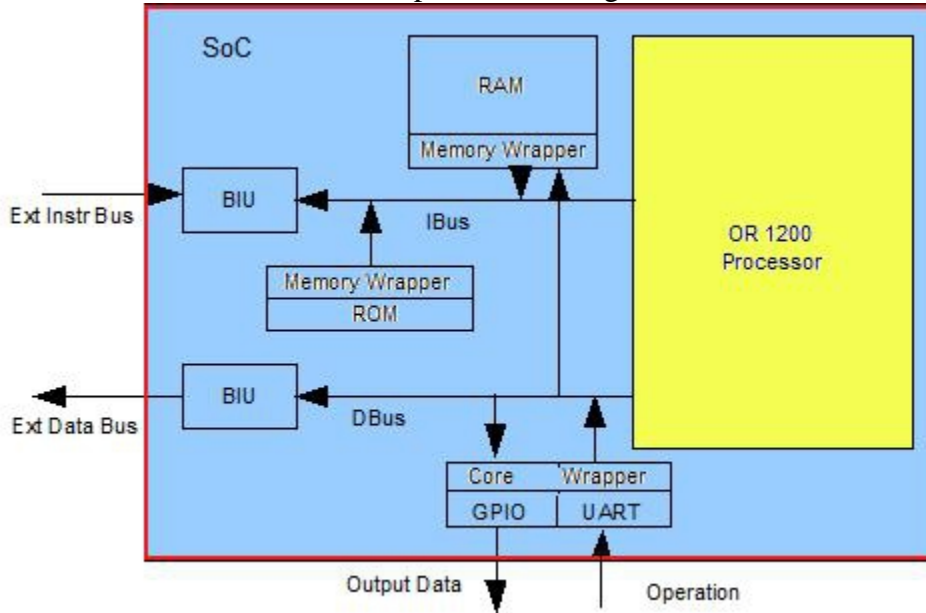 SoC
RAM
Memory Wrapper
BIU
Ext Instr Bus
IBus
OR 1200
Processor
Memory Wrapper
ROM
BIU
Ext Data Bus
DBus
Core Wrapper
GPIO UART
Output Data
Operation